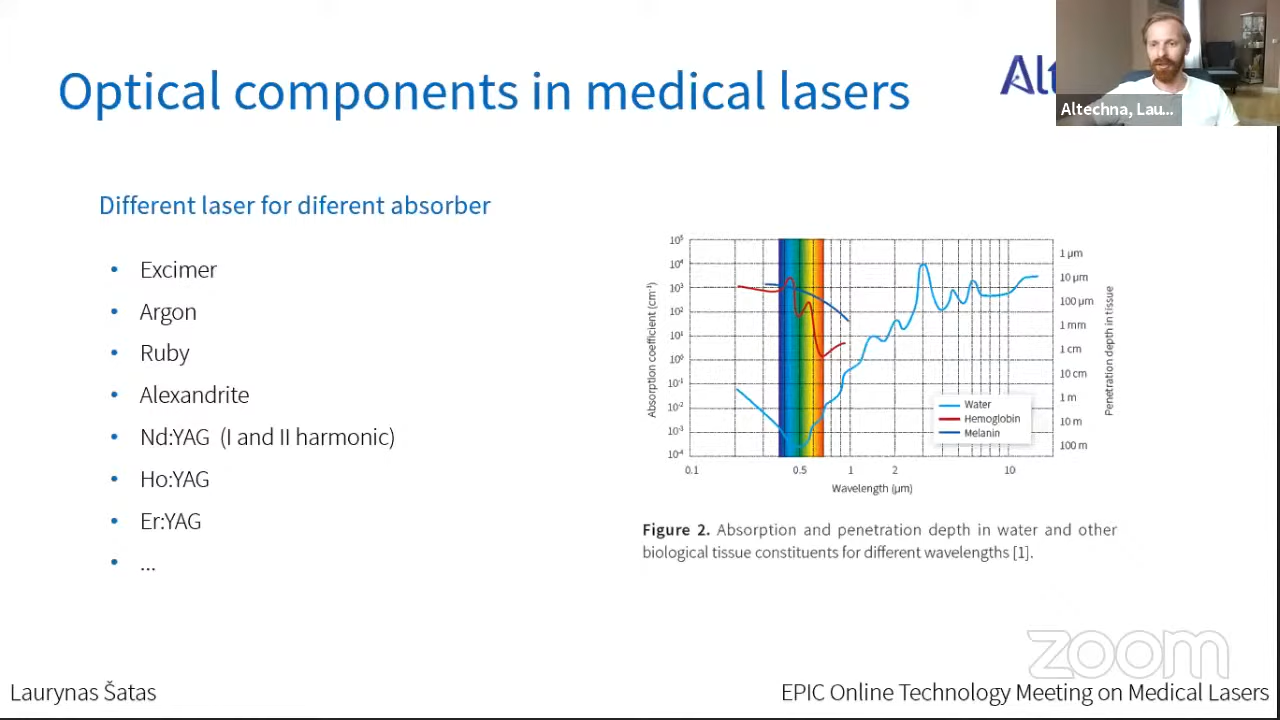 Optical components in medical lasers
Alt
Altechna, Lau...
Different laser for diferent absorber
• Excimer
• Argon
• Ruby
• Alexandrite
• Nd:YAG (I and II harmonic)
• Ho:YAG
• Er:YAG
• ...
Absorption coefficient (cm⁻¹)
10⁵
10⁴
10³
10²
10¹
10⁰
10⁻¹
10⁻²
10⁻³
10⁻⁴
1 µm
10 µm
100 µm
1 mm
1 cm
10 cm
1 m
10 m
100 m
Penetration depth in tissue
Water
Hemoglobin
Melanin
0.1 0.5 1 2 10
Wavelength (µm)
Figure 2. Absorption and penetration depth in water and other
biological tissue constituents for different wavelengths [1].
zoom
Laurynas Šatas
EPIC Online Technology Meeting on Medical Lasers